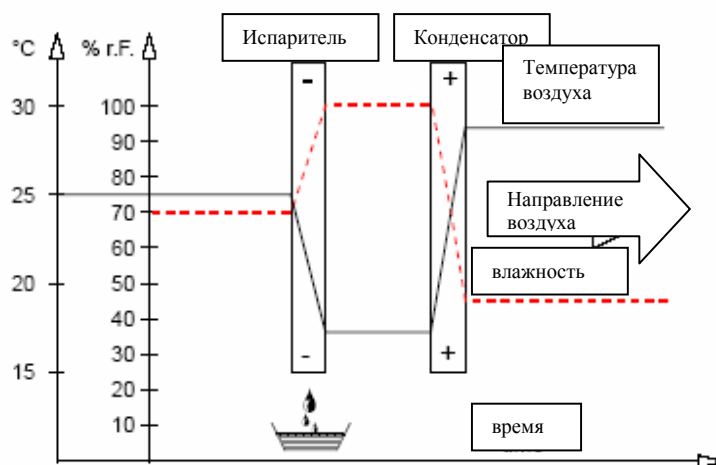 °C
% r.F.
Испаритель
Конденсатор
Температура
воздуха
30
25
20
15
100
90
80
70
60
50
40
30
20
10
-
+
-
+
Направление
воздуха
влажность
время